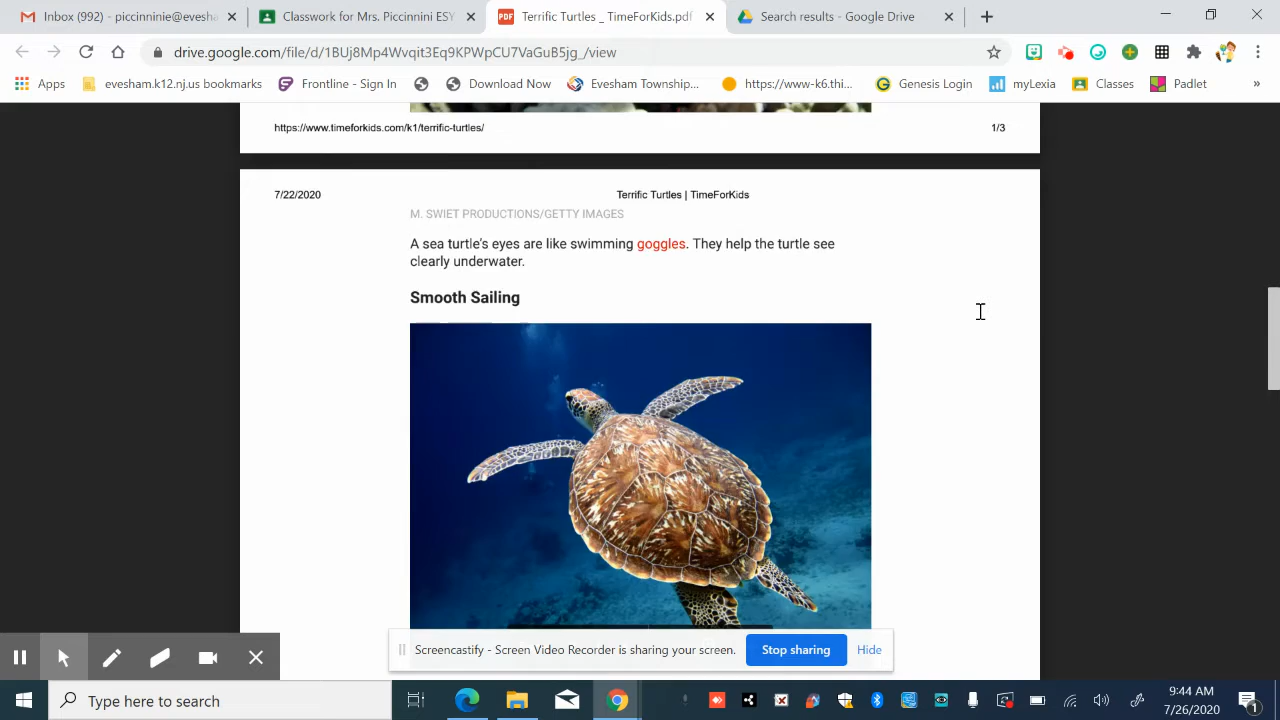 Inbox (992) - piccinninie@evesha
Classwork for Mrs. Piccinnini ESY
PDF
Terrific Turtles _ TimeForKids.pdf
Search results - Google Drive
drive.google.com/file/d/1BUj8Mp4Wvqit3Eq9KPWpCU7VaGuB5jg_/view
Apps
evesham.k12.nj.us bookmarks
Frontline - Sign In
Download Now
Evesham Township...
https://www-k6.thi...
Genesis Login
myLexia
Classes
Padlet
»
https://www.timeforkids.com/k1/terrific-turtles/
1/3
7/22/2020
Terrific Turtles | TimeForKids
M. SWIET PRODUCTIONS/GETTY IMAGES
A sea turtle's eyes are like swimming goggles. They help the turtle see
clearly underwater.
Smooth Sailing
Screencastify - Screen Video Recorder is sharing your screen.
Stop sharing
Hide
Type here to search
9:44 AM
7/26/2020
1